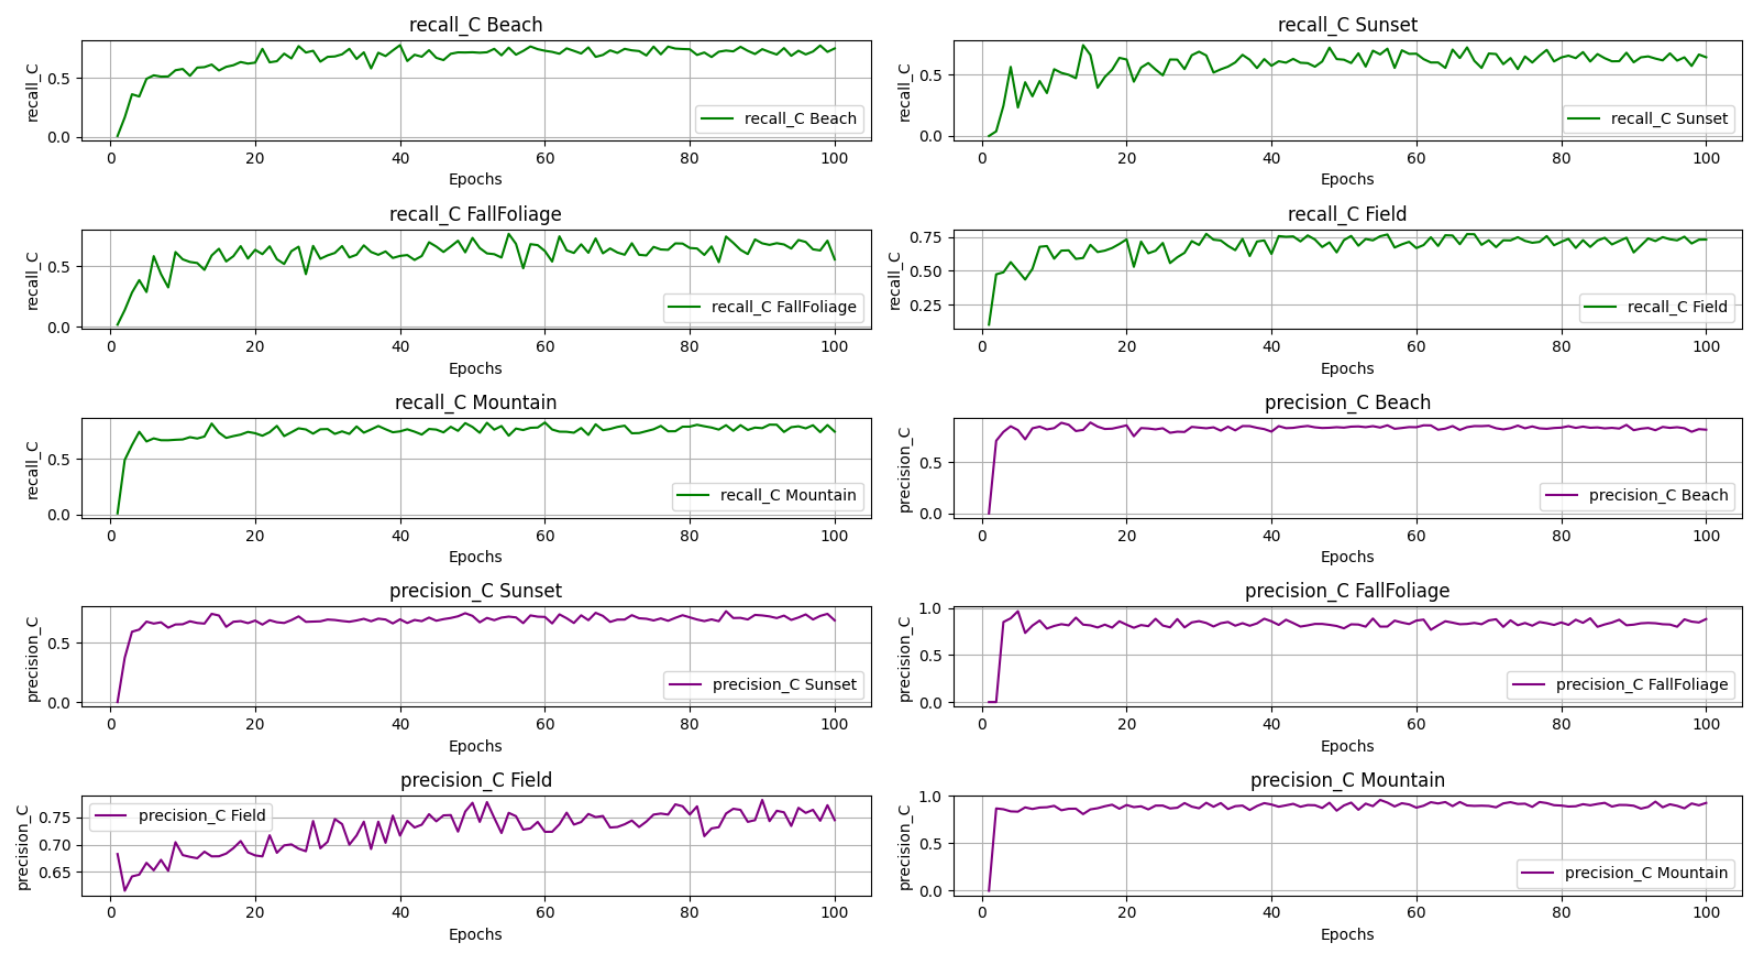 recall_C Beach
recall_C
0.5
0.0
recall_C Beach
0 20 40 60 80 100
Epochs
recall_C Sunset
recall_C
0.5
0.0
recall_C Sunset
0 20 40 60 80 100
Epochs
recall_C FallFoliage
recall_C
0.5
0.0
recall_C FallFoliage
0 20 40 60 80 100
Epochs
recall_C Field
recall_C
0.75
0.50
0.25
recall_C Field
0 20 40 60 80 100
Epochs
recall_C Mountain
recall_C
0.5
0.0
recall_C Mountain
0 20 40 60 80 100
Epochs
precision_C Beach
precision_C
0.5
0.0
precision_C Beach
0 20 40 60 80 100
Epochs
precision_C Sunset
precision_C
0.5
0.0
precision_C Sunset
0 20 40 60 80 100
Epochs
precision_C FallFoliage
precision_C
1.0
0.5
0.0
precision_C FallFoliage
0 20 40 60 80 100
Epochs
precision_C Field
precision_C
0.75
0.70
0.65
precision_C Field
0 20 40 60 80 100
Epochs
precision_C Mountain
precision_C
1.0
0.5
0.0
precision_C Mountain
0 20 40 60 80 100
Epochs